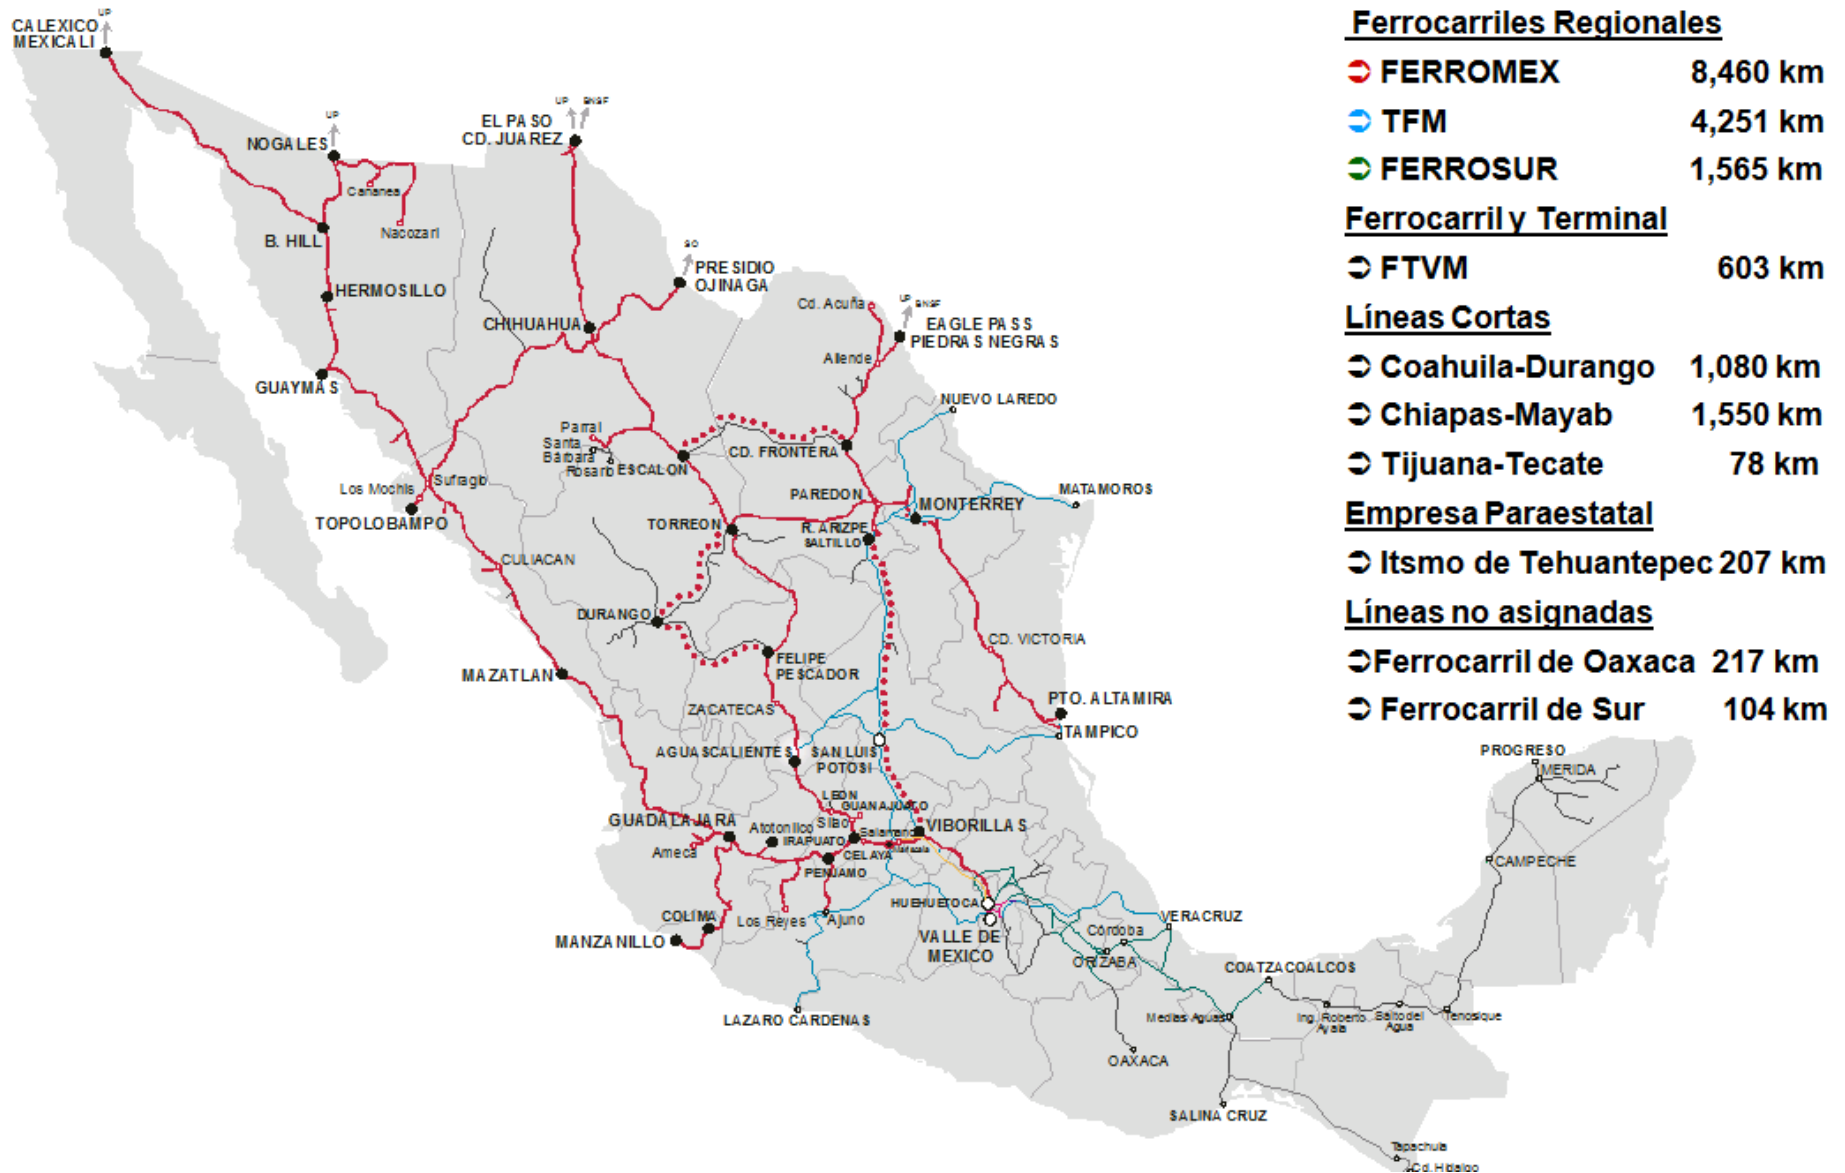 UP
CALEXICO
MEXICALI
UP
NOGALES
Cananea
Nacozari
B. HILL
HERMOSILLO
GUAYMAS
UP
BNSF
EL PASO
CD. JUAREZ
SO
PRESIDIO
OJINAGA
CHIHUAHUA
Cd. Acuña
UP
BNSF
EAGLE PASS
PIEDRAS NEGRAS
Allende
NUEVO LAREDO
Parral
Santa
Barbara
Rosario
ESCALON
CD. FRONTERA
Sufragio
Los Mochis
TOPOLOBAMPO
PAREDON
MONTERREY
MATAMOROS
TORREON
R. ARIZPE
SALTILLO
CULIACAN
DURANGO
CD. VICTORIA
FELIPE
PESCADOR
MAZATLAN
ZACATECAS
PTO. ALTAMIRA
TAMPICO
AGUASCALIENTES
SAN LUIS
POTOSI
LEON
GUANAJUATO
Silao
GUADALAJARA
Atotonilco
IRAPUATO
Salamanca
VIBORILLAS
Ameca
CELAYA
PENJAMO
COLIMA
Los Reyes
Ajuno
HUEHUETOCA
MANZANILLO
VALLE DE
MEXICO
LAZARO CARDENAS
VERACRUZ
Córdoba
ORIZABA
COATZACOALCOS
Medias Aguas
Ing. Roberto
Ayala
Salto del
Agua
Tenosique
OAXACA
SALINA CRUZ
Tapachula
Cd. Hidalgo
PROGRESO
MERIDA
CAMPECHE
Ferrocarriles Regionales
FERROMEX 8,460 km
TFM 4,251 km
FERROSUR 1,565 km
Ferrocarril y Terminal
FTVM 603 km
Líneas Cortas
Coahuila-Durango 1,080 km
Chiapas-Mayab 1,550 km
Tijuana-Tecate 78 km
Empresa Paraestatal
Itsmo de Tehuantepec 207 km
Líneas no asignadas
Ferrocarril de Oaxaca 217 km
Ferrocarril de Sur 104 km